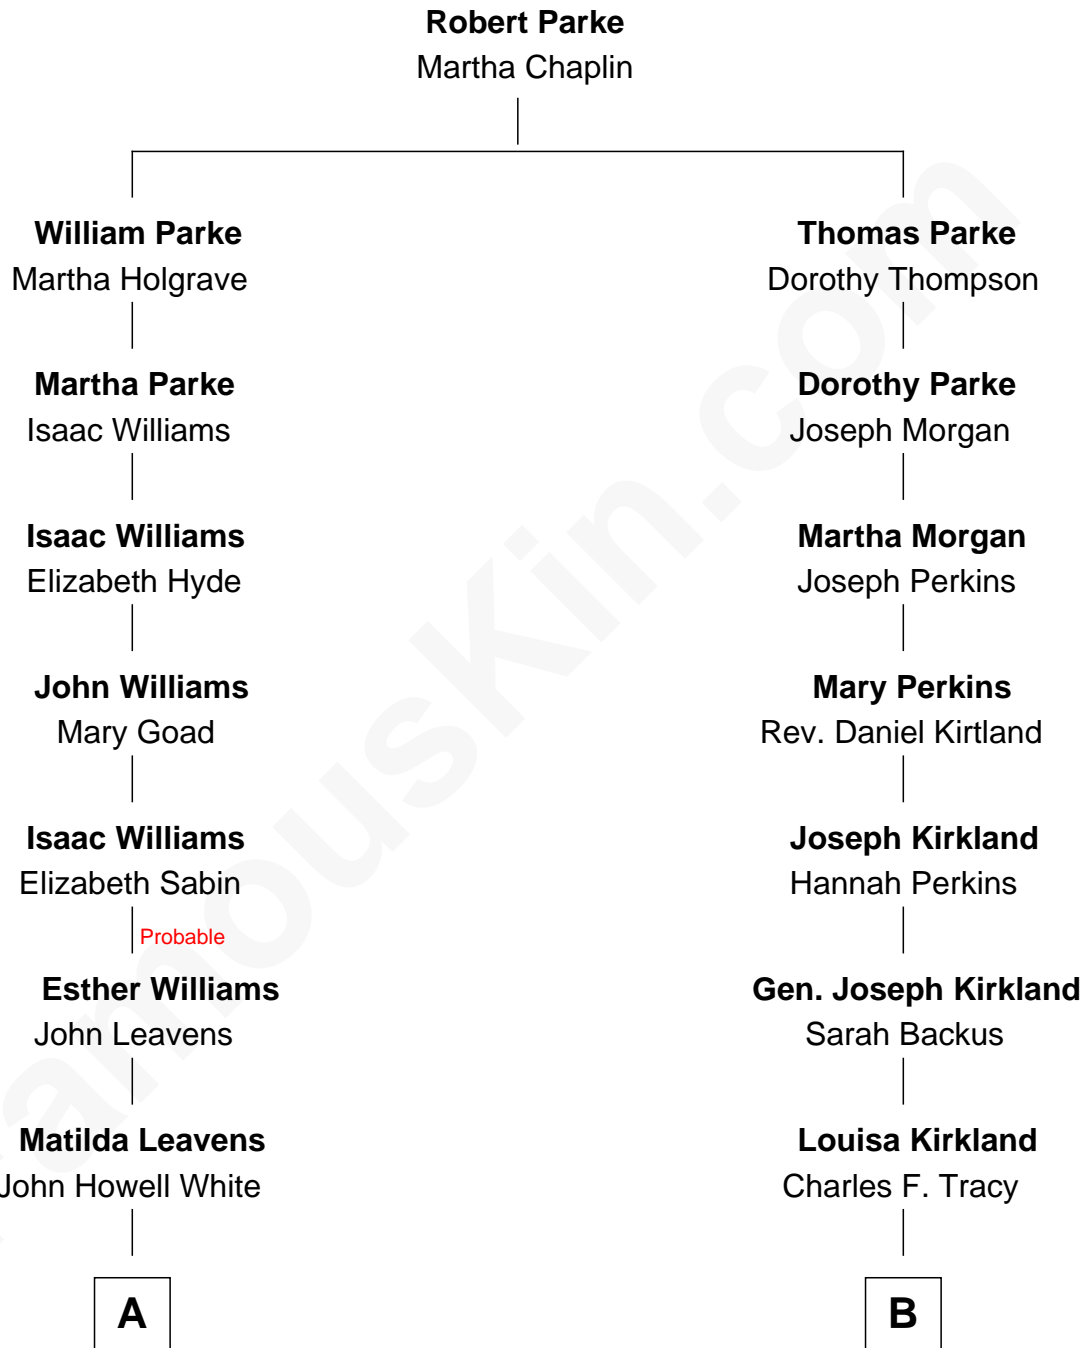 Robert Parke
Martha Chaplin
William Parke
Martha Holgrave
Thomas Parke
Dorothy Thompson
Martha Parke
Isaac Williams
Dorothy Parke
Joseph Morgan
Isaac Williams
Elizabeth Hyde
Martha Morgan
Joseph Perkins
John Williams
Mary Goad
Mary Perkins
Rev. Daniel Kirtland
Isaac Williams
Elizabeth Sabin
Joseph Kirkland
Hannah Perkins
Probable
Esther Williams
John Leavens
Gen. Joseph Kirkland
Sarah Backus
Matilda Leavens
John Howell White
Louisa Kirkland
Charles F. Tracy
A
B
FamousKin.com